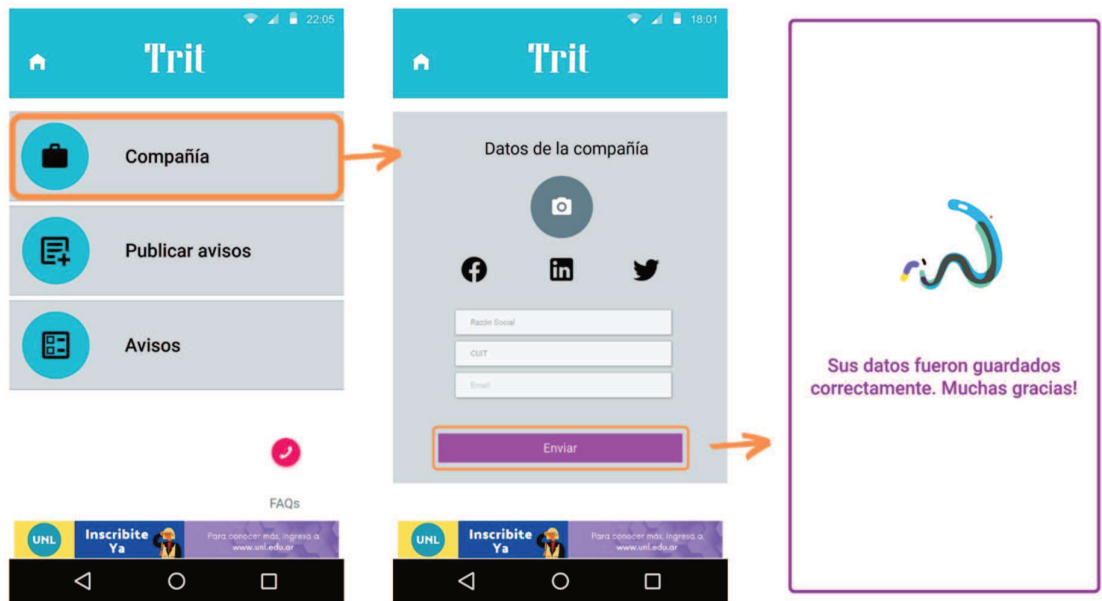 22:05
Trit
Compañía
Publicar avisos
Avisos
FAQs
UNL
Inscribite
Ya
Para conocer más, ingresa a:
www.unl.edu.ar
18:01
Trit
Datos de la compañía
Razón Social
CUIT
Email
Enviar
UNL
Inscribite
Ya
Para conocer más, ingresa a:
www.unl.edu.ar
Sus datos fueron guardados
correctamente. Muchas gracias!